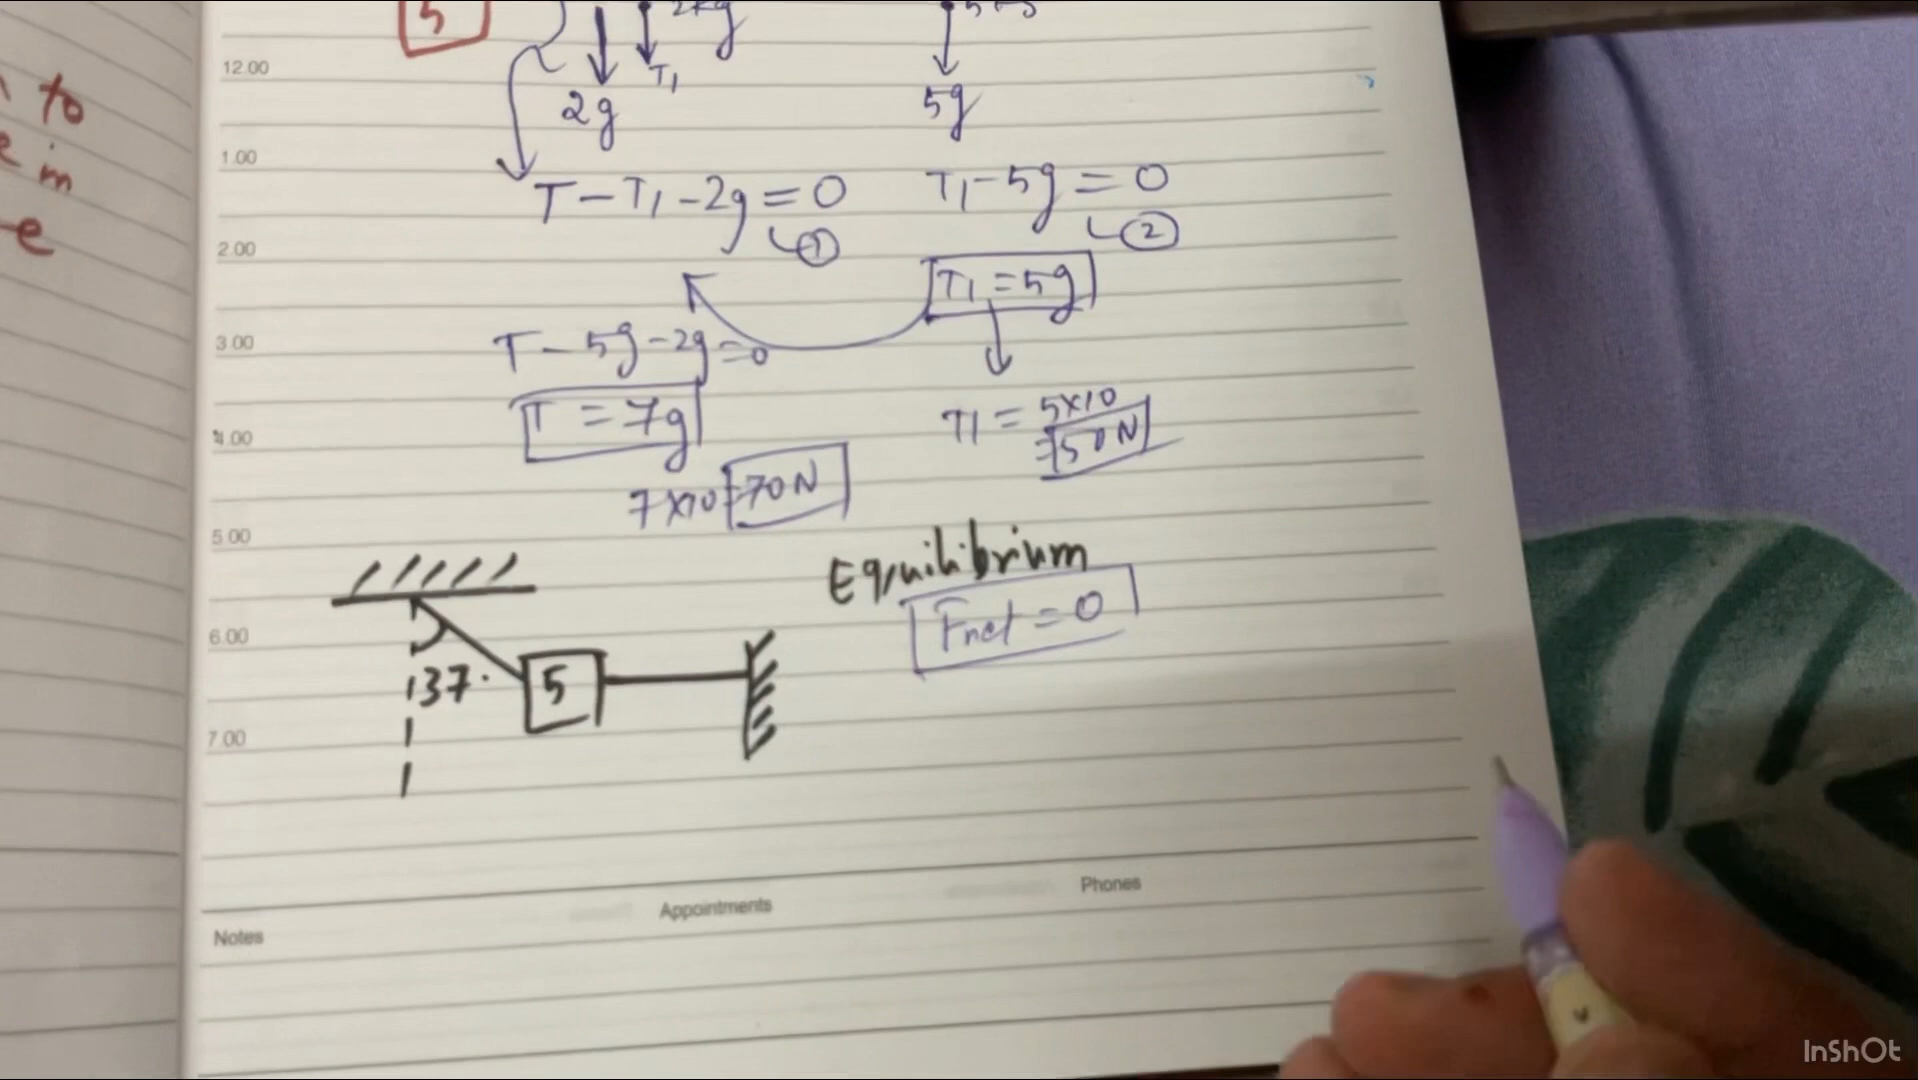 5
to
in
e
12.00
T1
2g
5g
1.00
T-T1-2g=0
T1-5g=0
1
2
2.00
T1=5g
3.00
T-5g-2g=0
4.00
T=7g
T1=5×10
=50N
7×10=70N
5.00
Equilibrium
Fnet=0
6.00
37°
5
7.00
Phones
Appointments
Notes
InShOt